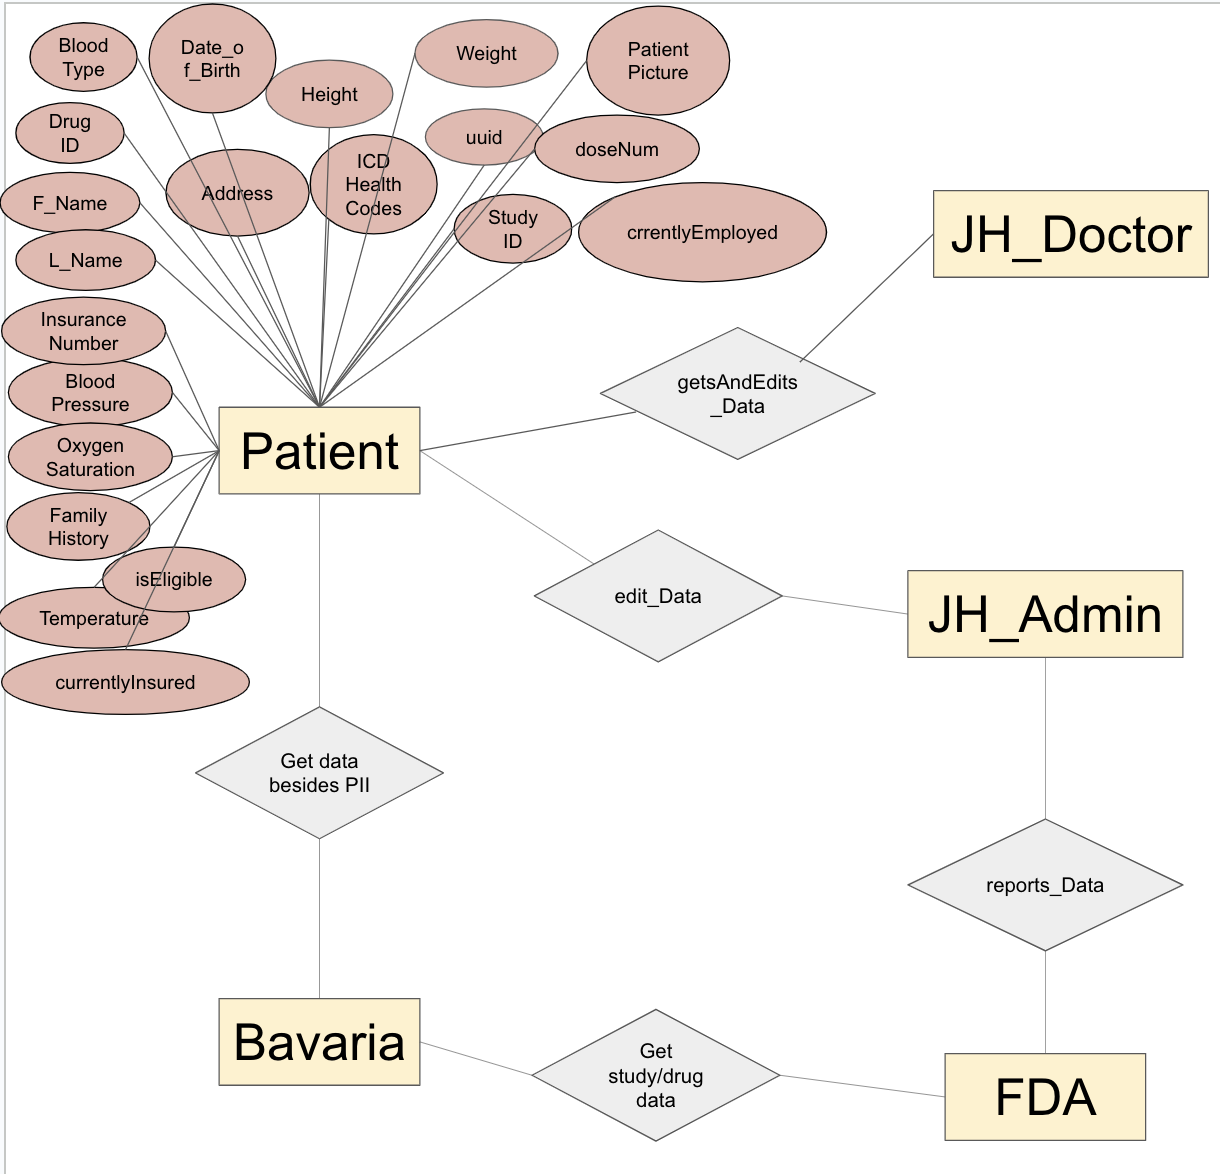 Blood
Type
Date_o
f_Birth
Height
Weight
Patient
Picture
Drug
ID
uuid
doseNum
F_Name
Address
ICD
Health
Codes
Study
ID
crrentlyEmployed
JH_Doctor
L_Name
Insurance
Number
Blood
Pressure
getsAndEdits
_Data
Oxygen
Saturation
Patient
Family
History
isEligible
edit_Data
JH_Admin
Temperature
currentlyInsured
Get data
besides PII
reports_Data
Bavaria
Get
study/drug
data
FDA